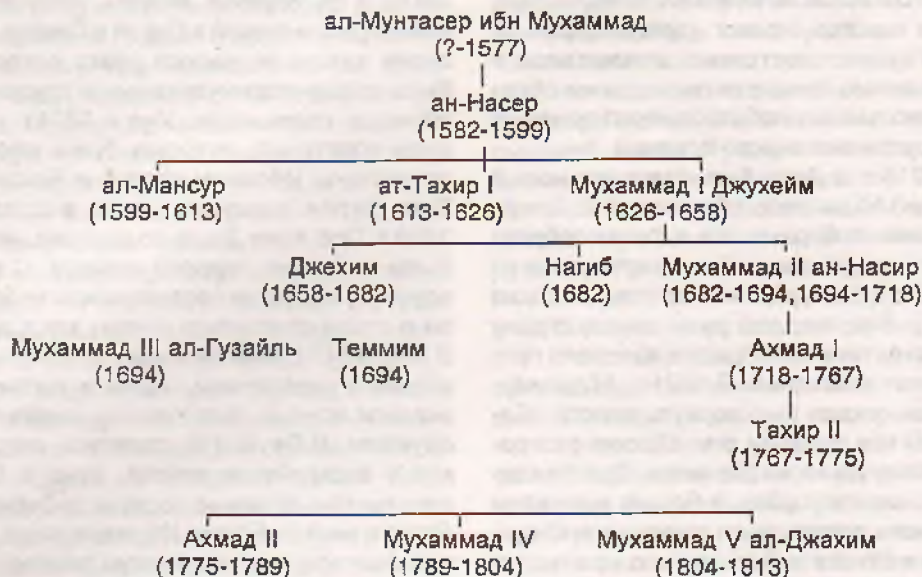 ал-Мунтасер ибн Мухаммад
(?-1577)
ан-Насер
(1582-1599)
ал-Мансур ат-Тахир I Мухаммад I Джухейм
(1599-1613) (1613-1626) (1626-1658)
Джехим Нагиб Мухаммад II ан-Насир
(1658-1682) (1682) (1682-1694,1694-1718)
Мухаммад III ал-Гузайль Теммим Ахмад I
(1694) (1694) (1718-1767)
Тахир II
(1767-1775)
Ахмад II Мухаммад IV Мухаммад V ал-Джахим
(1775-1789) (1789-1804) (1804-1813)